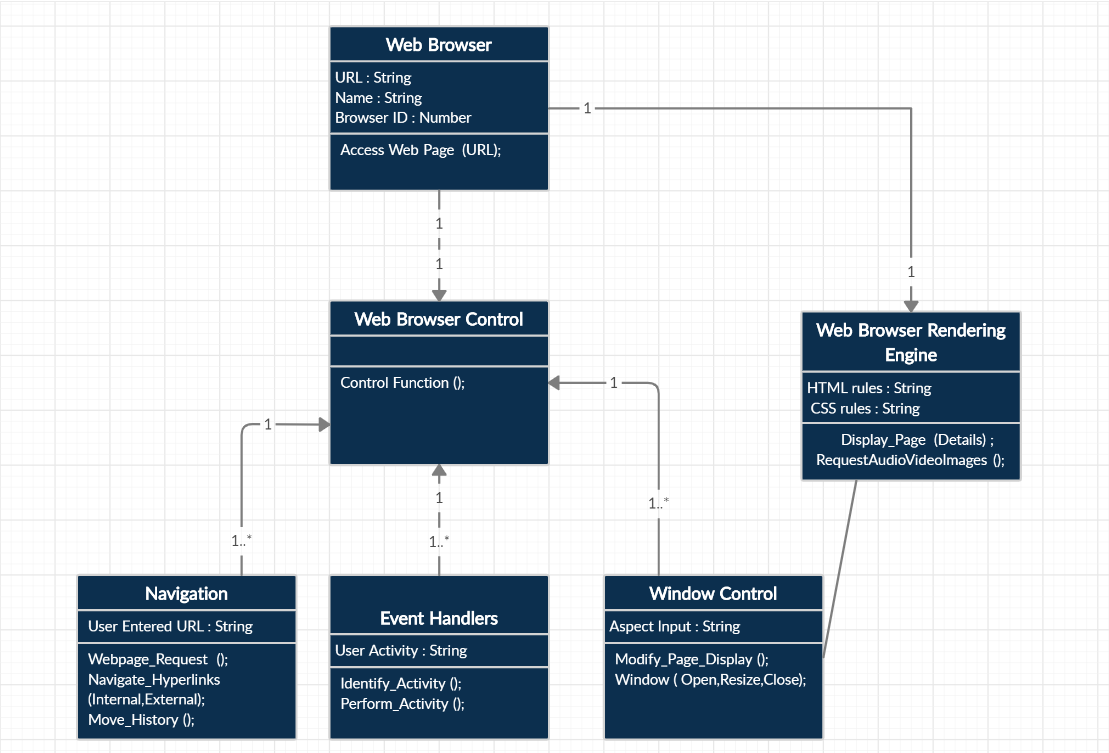 Web Browser
URL : String
Name : String
Browser ID : Number
Access Web Page  (URL);
1
1
1
1
Web Browser Control
Control Function ();
Web Browser Rendering
Engine
HTML rules : String
CSS rules : String
Display_Page  (Details) ;
RequestAudioVideoImages ();
1
1
1
1..*
1..*
1..*
Navigation
User Entered URL : String
Webpage_Request  ();
Navigate_Hyperlinks
(Internal,External);
Move_History ();
Event Handlers
User Activity : String
Identify_Activity ();
Perform_Activity ();
Window Control
Aspect Input : String
Modify_Page_Display ();
Window ( Open,Resize,Close);